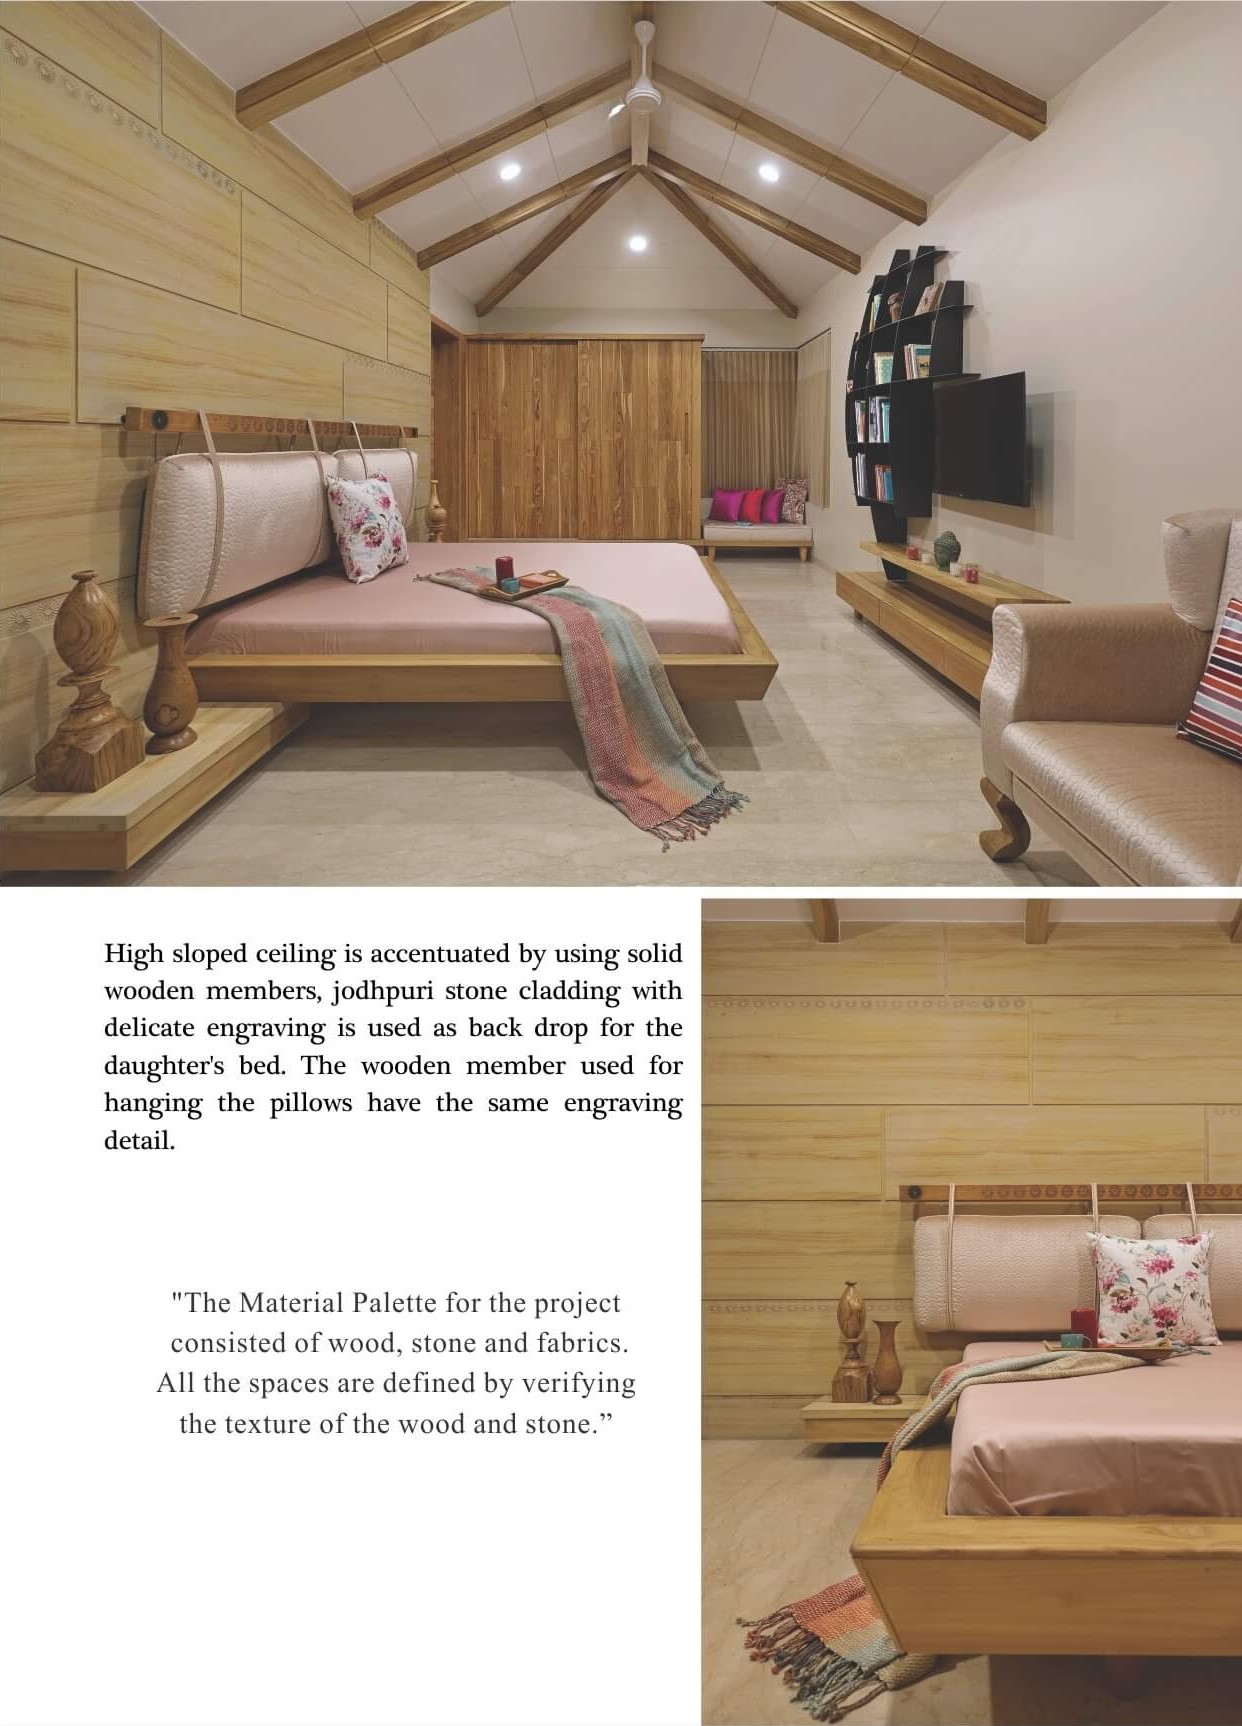 High sloped ceiling is accentuated by using solid
wooden members, jodhpuri stone cladding with
delicate engraving is used as back drop for the
daughter's bed. The wooden member used for
hanging the pillows have the same engraving
detail.
"The Material Palette for the project
consisted of wood, stone and fabrics.
All the spaces are defined by verifying
the texture of the wood and stone.”